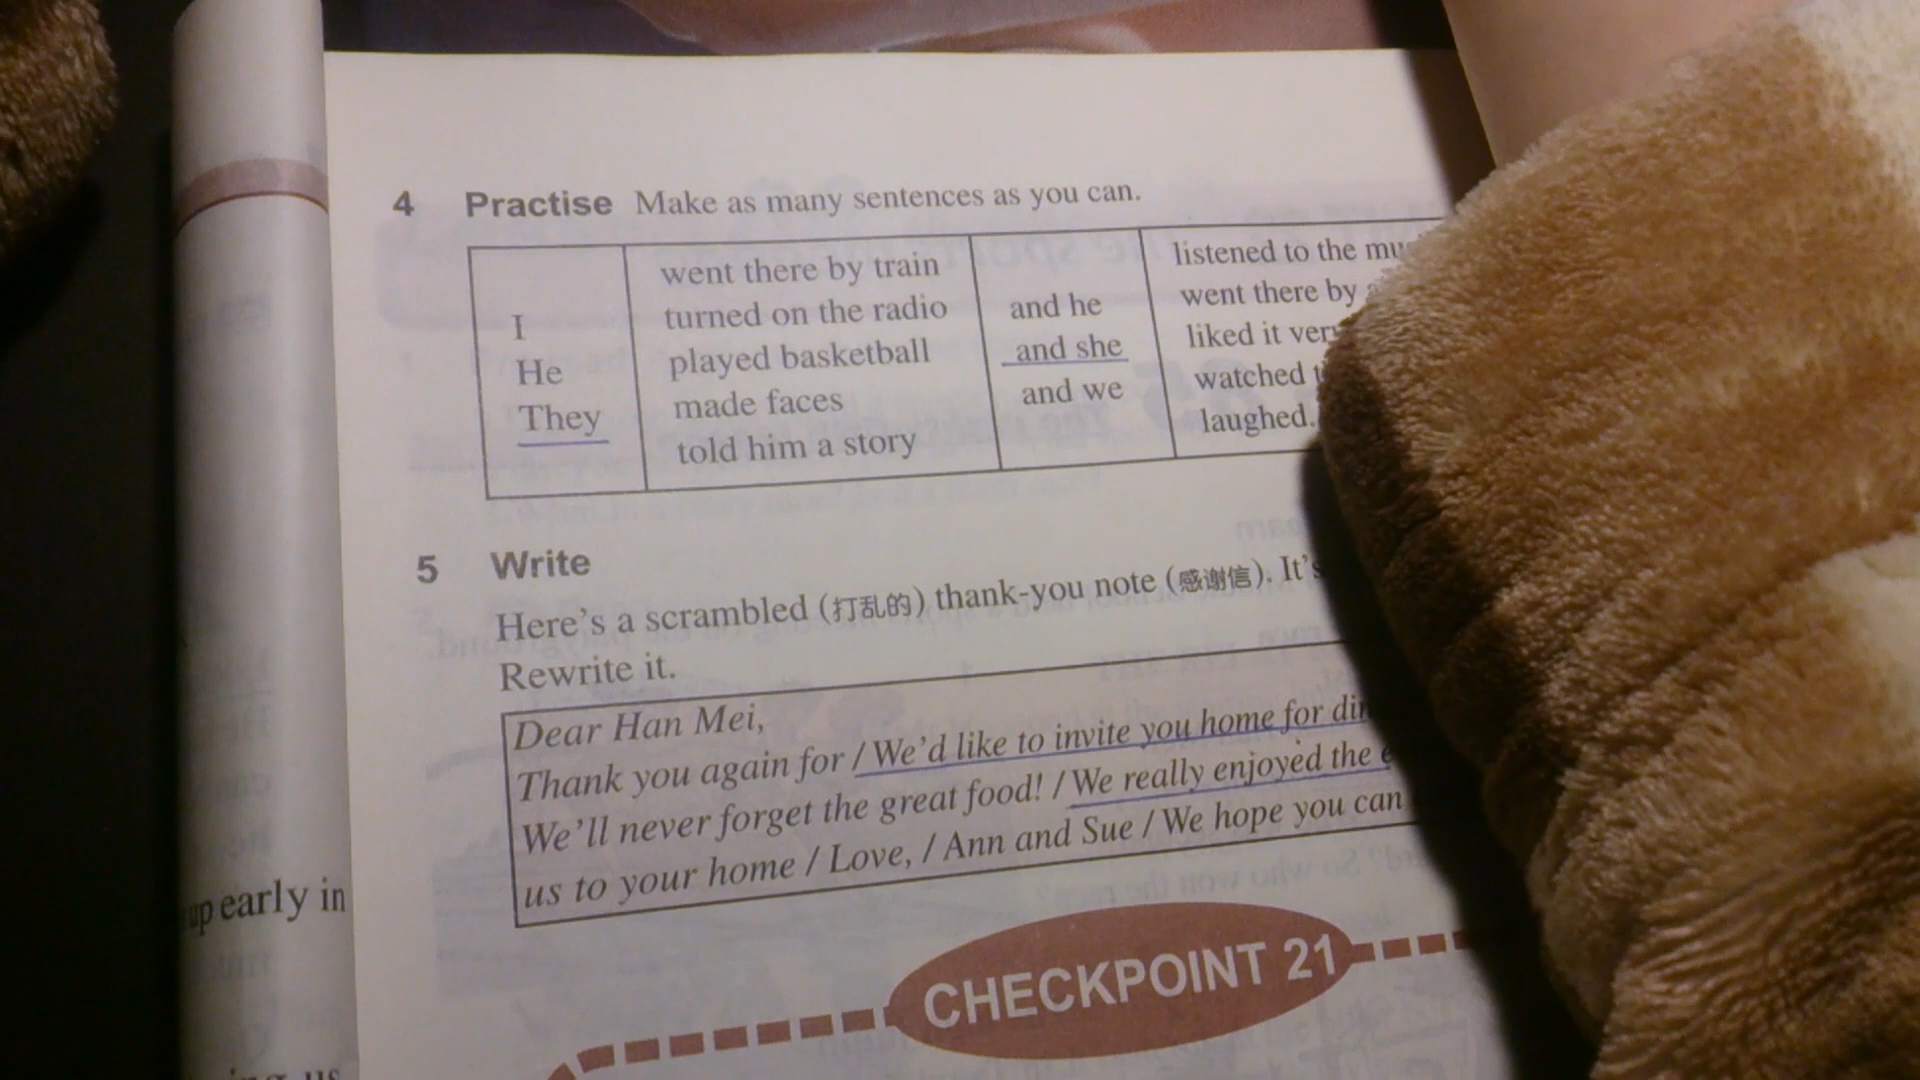 4 Practise Make as many sentences as you can.
went there by train
turned on the radio
played basketball
made faces
told him a story
I
He
They
and he
and she
and we
listened to the
went there by
liked it
watched
laughed.
5 Write
Here's a scrambled (打乱的) thank-you note (感谢信). It's
Rewrite it.
Dear Han Mei,
Thank you again for / We'd like to invite you home for
We'll never forget the great food! / We really enjoyed the
us to your home / Love, / Ann and Sue / We hope you can
CHECKPOINT 21
up early in
us